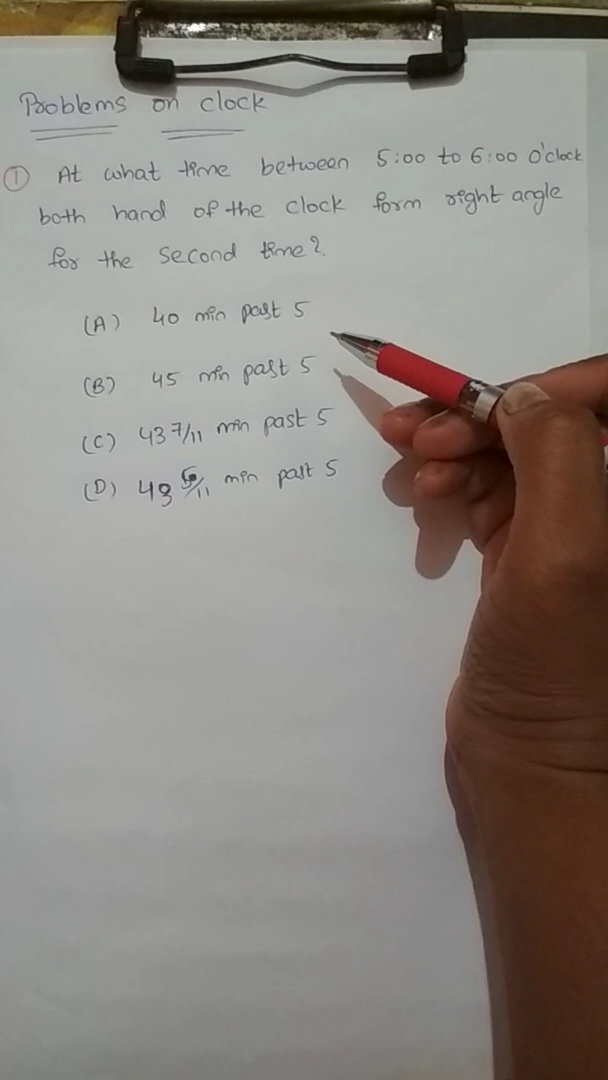 Problems on clock
① At what time between 5:00 to 6:00 O'clock
both hand of the clock form right angle
for the second time?
(A) 40 min past 5
(B) 45 min past 5
(C) 43 7/11 min past 5
(D) 43 5/11 min past 5